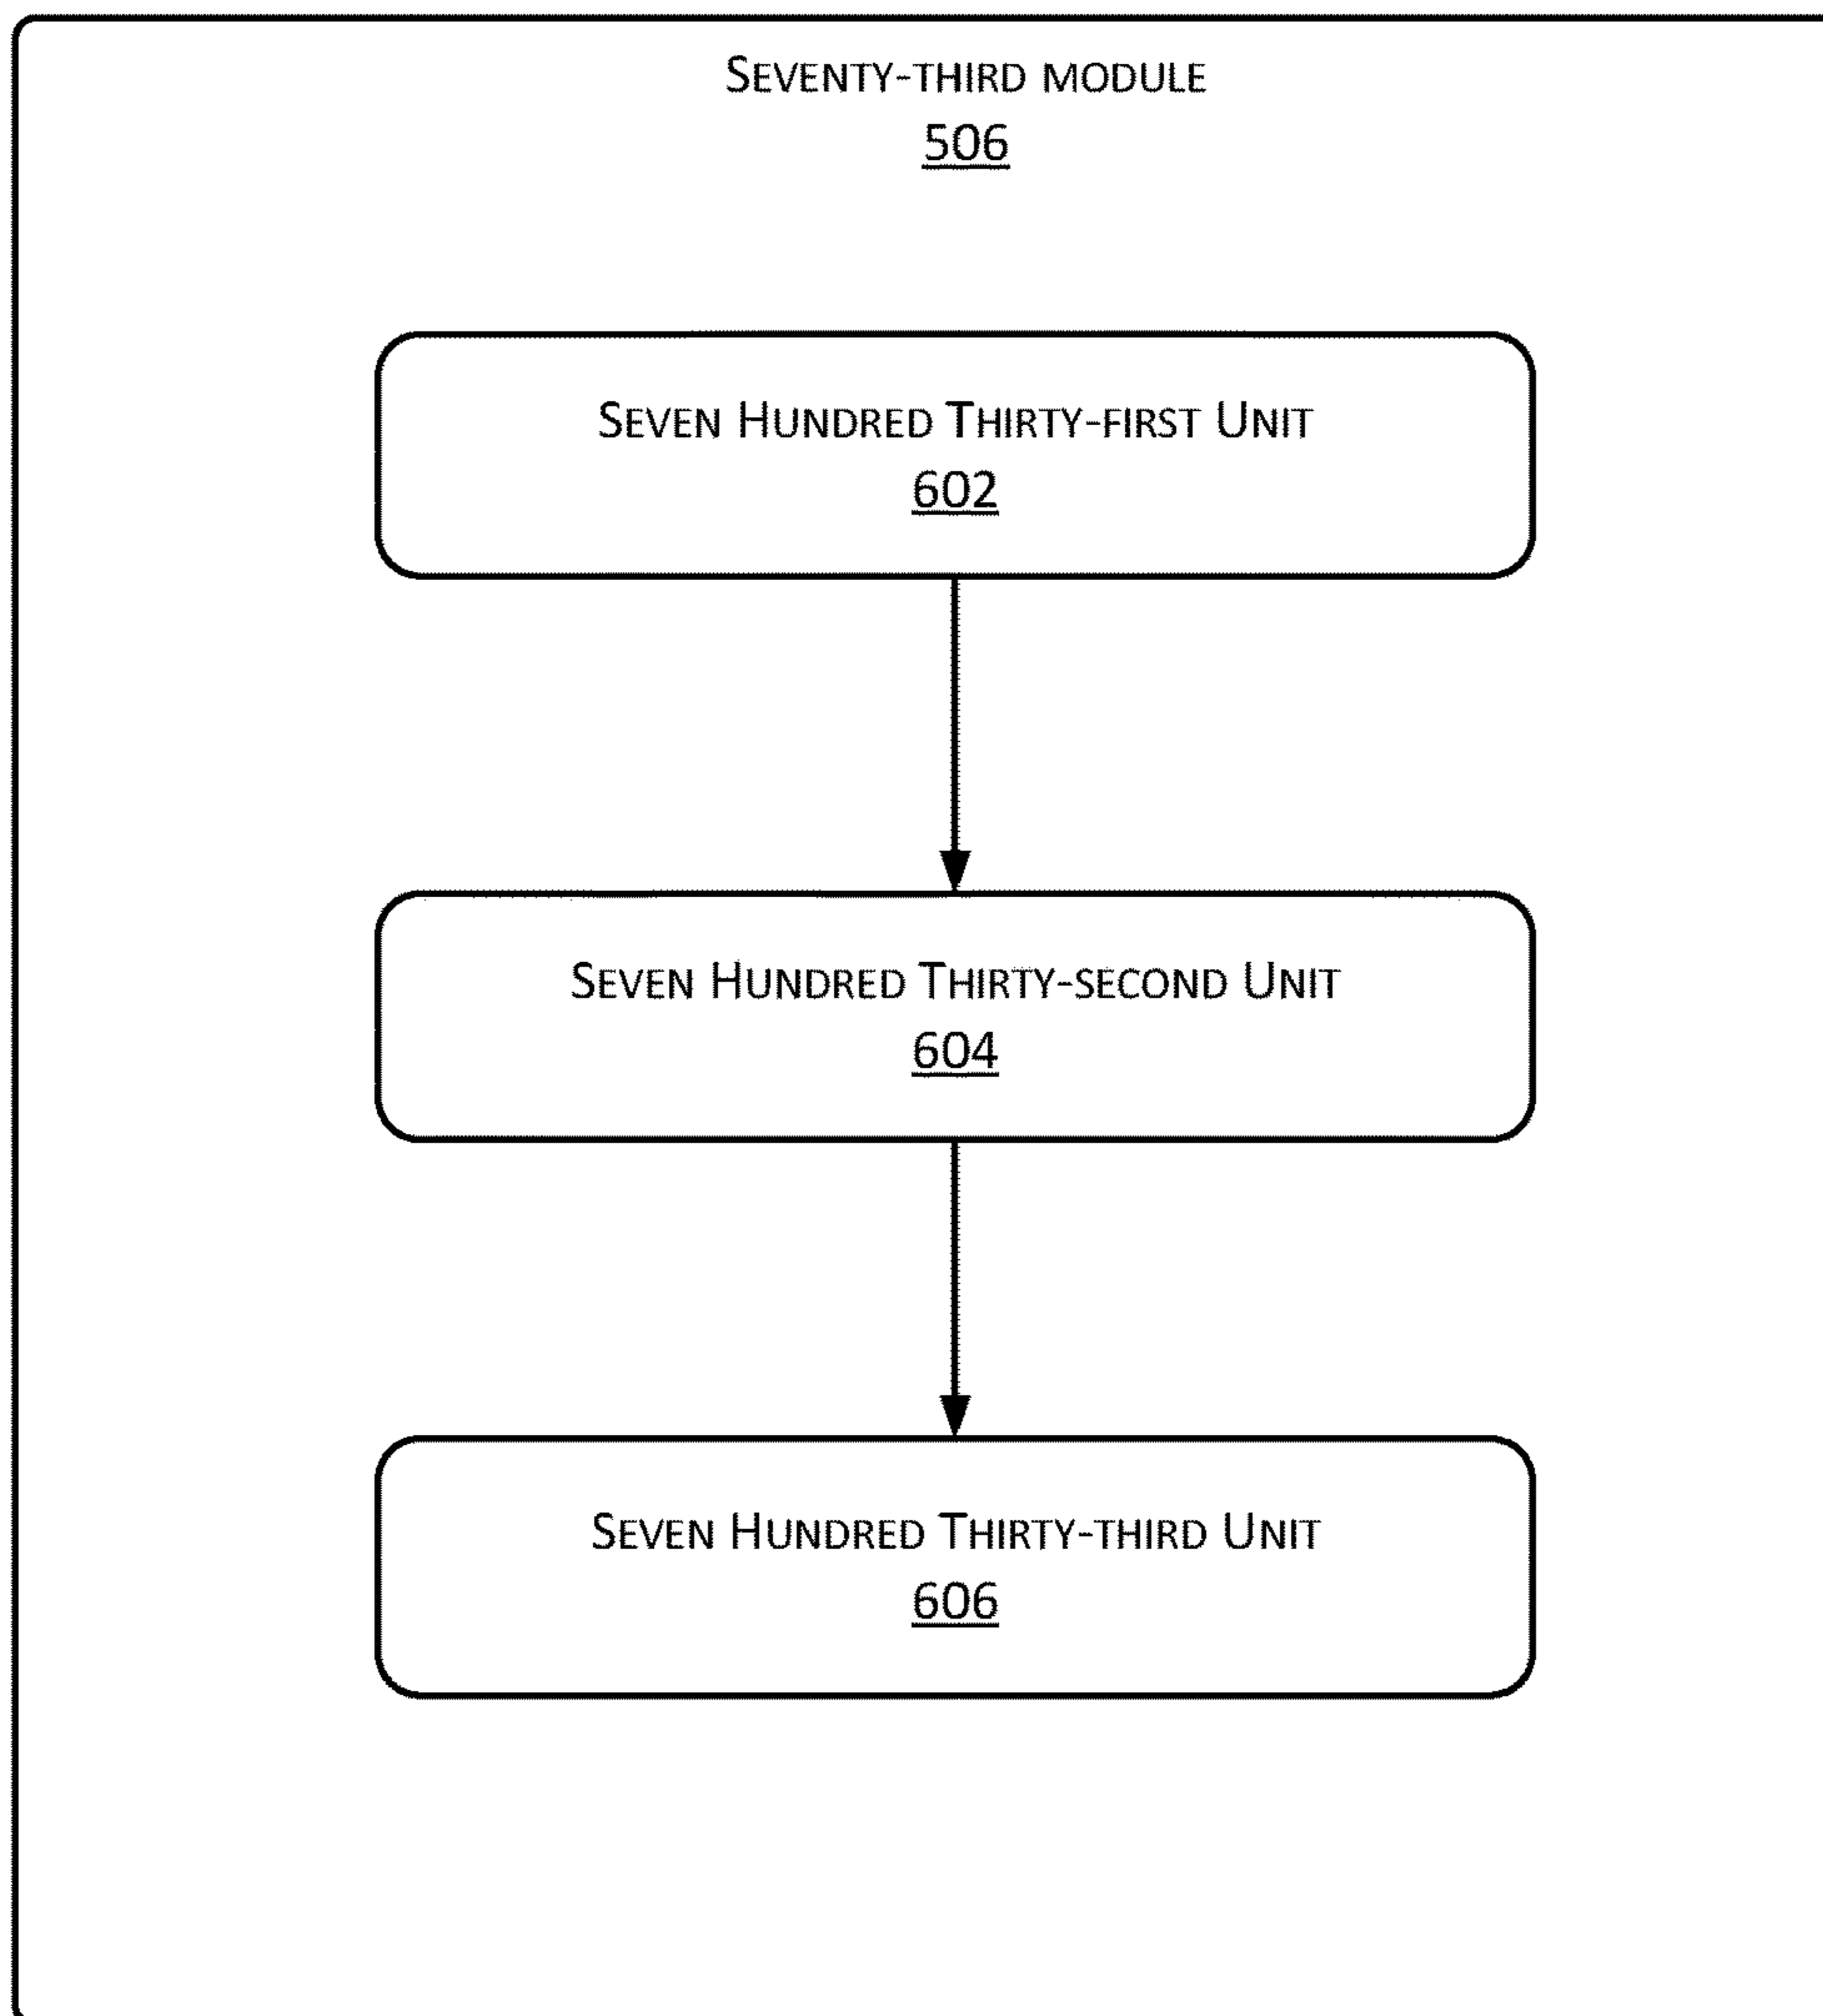 SEVENTY-THIRD MODULE
506
SEVEN HUNDRED THIRTY-FIRST UNIT
602
SEVEN HUNDRED THIRTY-SECOND UNIT
604
SEVEN HUNDRED THIRTY-THIRD UNIT
606